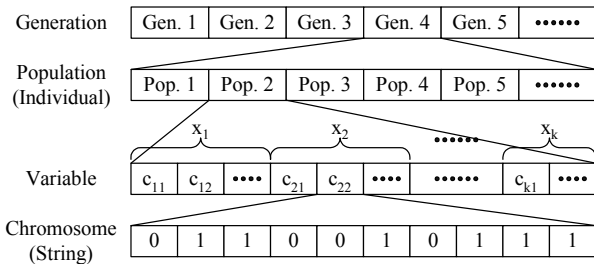 Generation Gen. 1 Gen. 2 Gen. 3 Gen. 4 Gen. 5 ••••••
Population (Individual) Pop. 1 Pop. 2 Pop. 3 Pop. 4 Pop. 5 ••••••
x₁ x₂ •••••• xₖ
Variable c₁₁ c₁₂ •••• c₂₁ c₂₂ •••• •••••• cₖ₁ ••••
Chromosome (String) 0 1 1 0 0 1 0 1 1 1